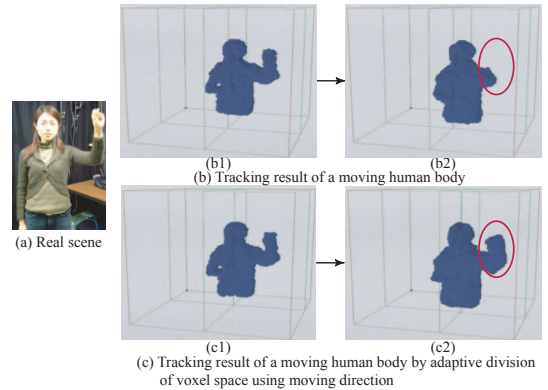 (b1)
(b2)
(b) Tracking result of a moving human body
(a) Real scene
(c1)
(c2)
(c) Tracking result of a moving human body by adaptive division
of voxel space using moving direction